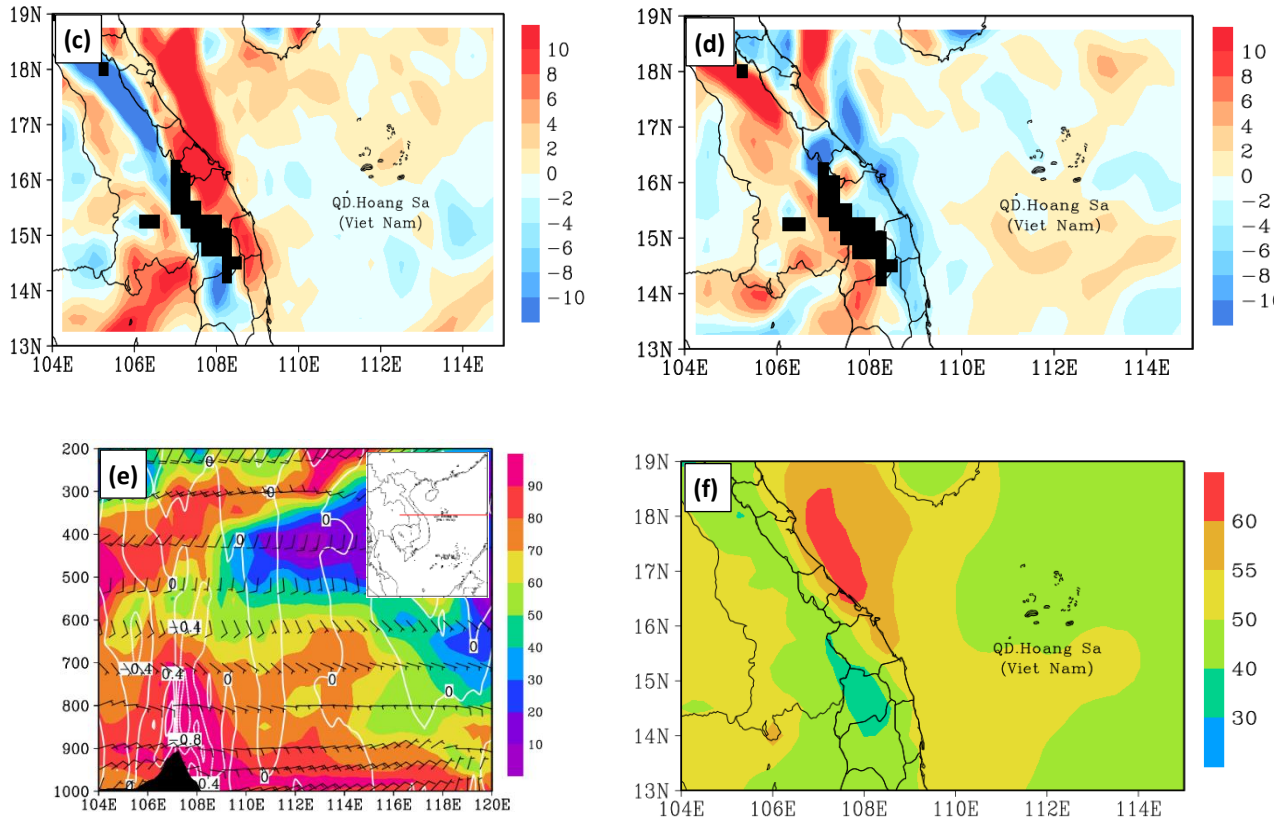 (c)
19N
18N
17N
16N
15N
14N
13N
104E 106E 108E 110E 112E 114E
QĐ.Hoang Sa
(Viet Nam)
10
8
6
4
2
0
−2
−4
−6
−8
−10
(d)
19N
18N
17N
16N
15N
14N
13N
104E 106E 108E 110E 112E 114E
QĐ.Hoang Sa
(Viet Nam)
10
8
6
4
2
0
−2
−4
−6
−8
−10
(e)
200
300
400
500
600
700
800
900
1000
104E 106E 108E 110E 112E 114E 116E 118E 120E
0
0
0
0
0
0
−0.4
−0.4
0.4
0
0
0
−0.8
0
0
0.4
90
80
70
60
50
40
30
20
10
(f)
19N
18N
17N
16N
15N
14N
13N
104E 106E 108E 110E 112E 114E
QĐ.Hoang Sa
(Viet Nam)
60
55
50
40
30